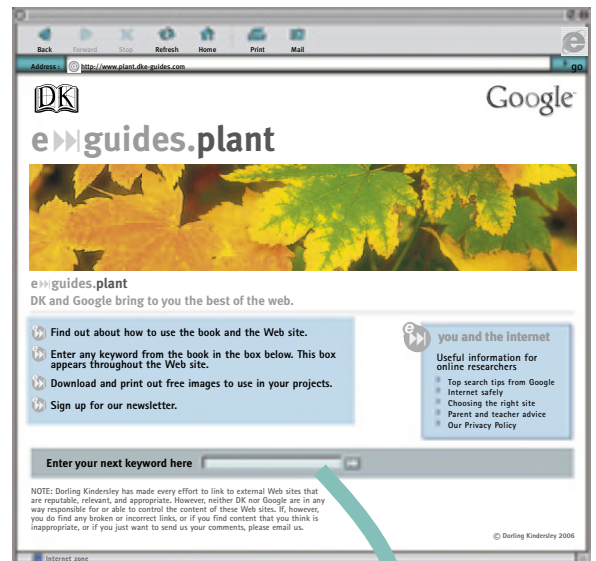 Back Forward Stop Refresh Home Print Mail
Address : @ http://www.plant.dke-guides.com go
DK Google™
e guides.plant
e guides.plant
DK and Google bring to you the best of the web.
Find out about how to use the book and the Web site.
Enter any keyword from the book in the box below. This box
appears throughout the Web site.
Download and print out free images to use in your projects.
Sign up for our newsletter.
e
you and the internet
Useful information for
online researchers
Top search tips from Google
Internet safely
Choosing the right site
Parent and teacher advice
Our Privacy Policy
Enter your next keyword here
NOTE: Dorling Kindersley has made every effort to link to external Web sites that
are reputable, relevant, and appropriate. However, neither DK nor Google are in any
way responsible for or able to control the content of these Web sites. If, however,
you do find any broken or incorrect links, or if you find content that you think is
inappropriate, or if you just want to send us your comments, please email us.
© Dorling Kindersley 2006
Internet zone